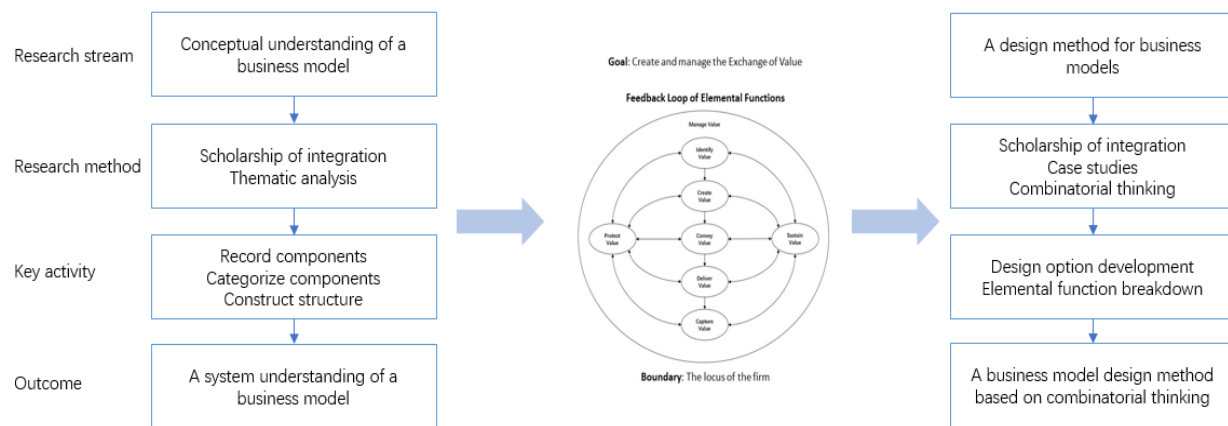 Research stream
Conceptual understanding of a
business model
Research method
Scholarship of integration
Thematic analysis
Key activity
Record components
Categorize components
Construct structure
Outcome
A system understanding of a
business model
Goal: Create and manage the Exchange of Value
Feedback Loop of Elemental Functions
Manage Value
Identify
Value
Create
Value
Protect
Value
Convey
Value
Sustain
Value
Deliver
Value
Capture
Value
Boundary: The locus of the firm
A design method for business
models
Scholarship of integration
Case studies
Combinatorial thinking
Design option development
Elemental function breakdown
A business model design method
based on combinatorial thinking